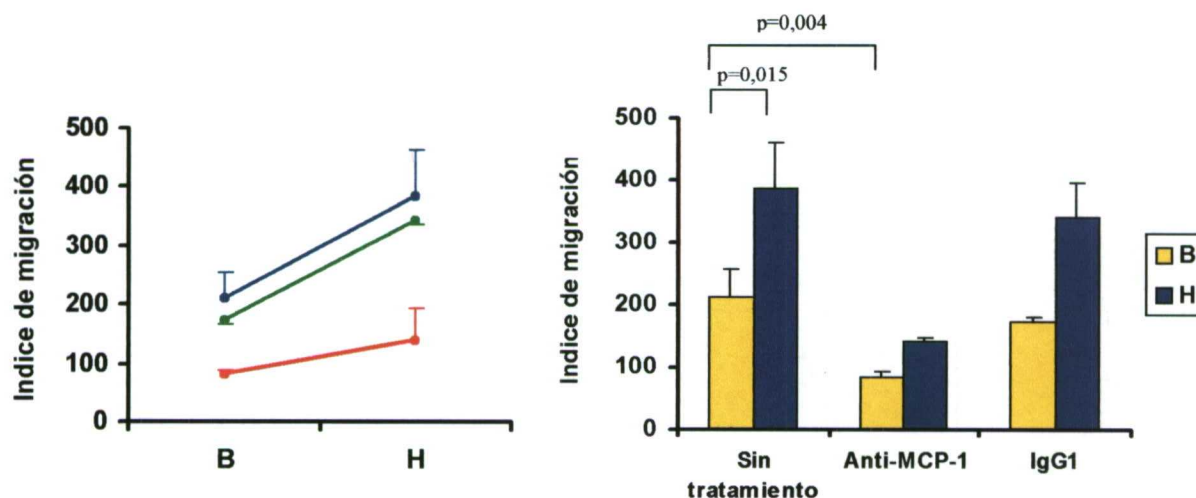 Indice de migración
500
400
300
200
100
0
B
H
p=0,004
p=0,015
Indice de migración
500
400
300
200
100
0
Sin
tratamiento
Anti-MCP-1
IgG1
B
H